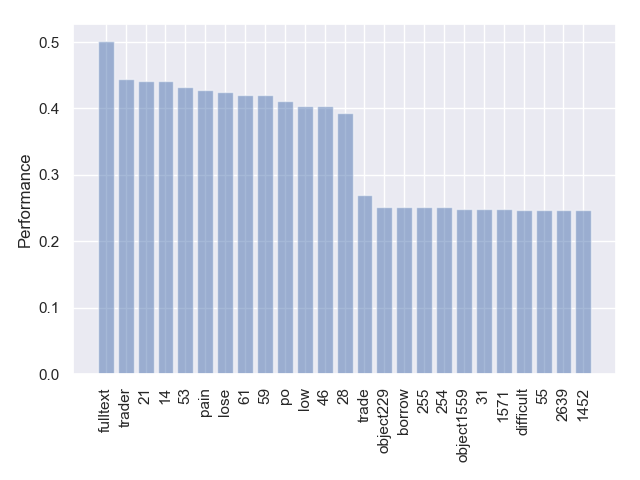 Performance
0.5
0.4
0.3
0.2
0.1
0.0
fulltext
trader
21
14
53
pain
lose
61
59
po
low
46
28
trade
object229
borrow
255
254
object1559
31
1571
difficult
55
2639
1452